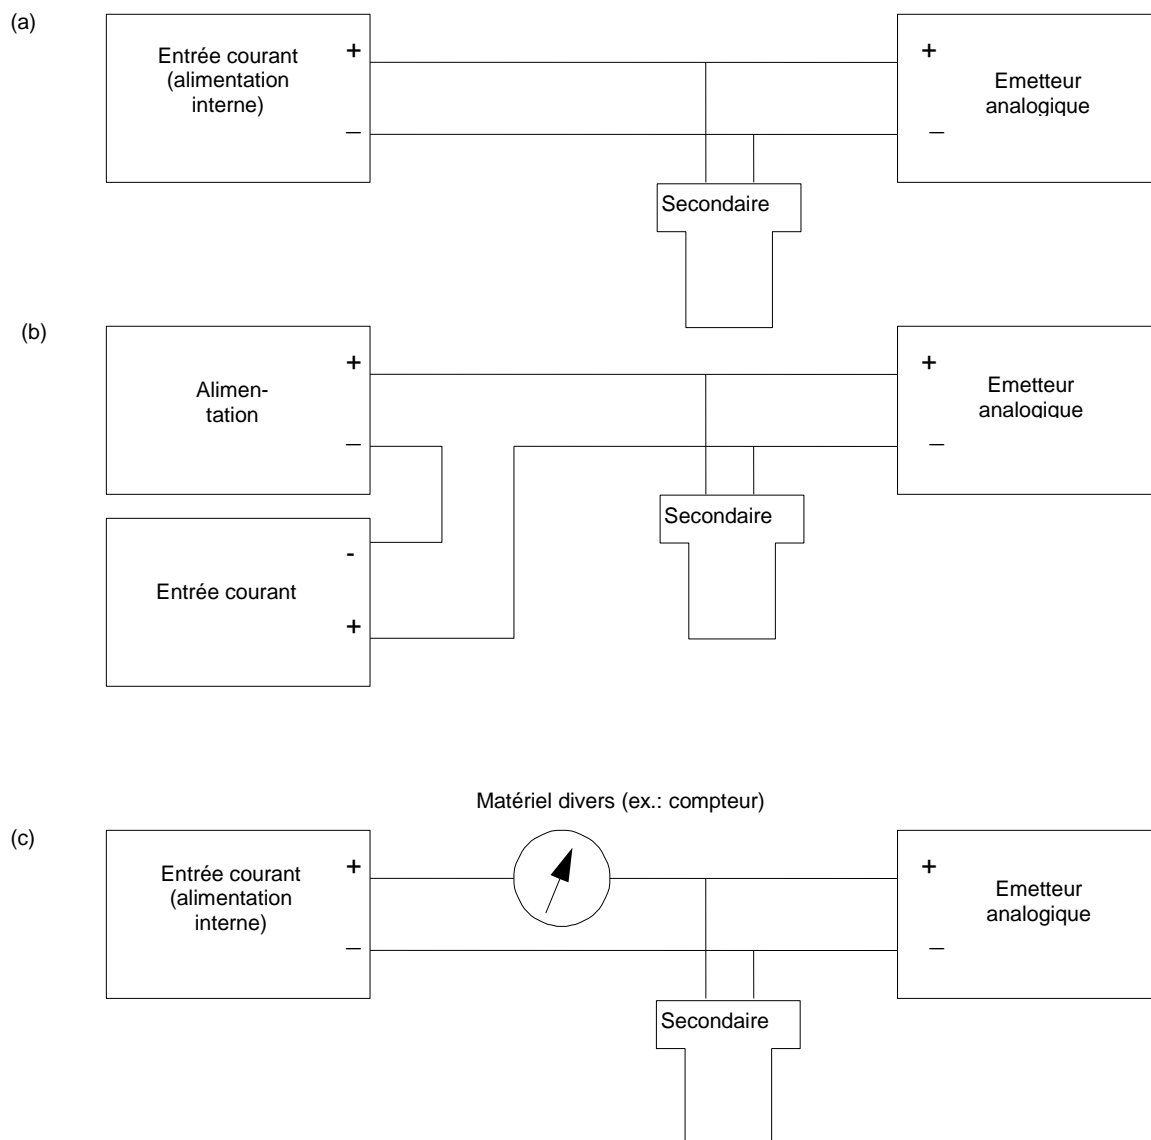 (a)
Entrée courant
(alimentation
interne)
+
–
+
–
Emetteur
analogique
Secondaire
(b)
Alimen-
tation
+
–
+
–
Emetteur
analogique
Secondaire
Entrée courant
-
+
Matériel divers (ex.: compteur)
(c)
Entrée courant
(alimentation
interne)
+
–
+
–
Emetteur
analogique
Secondaire